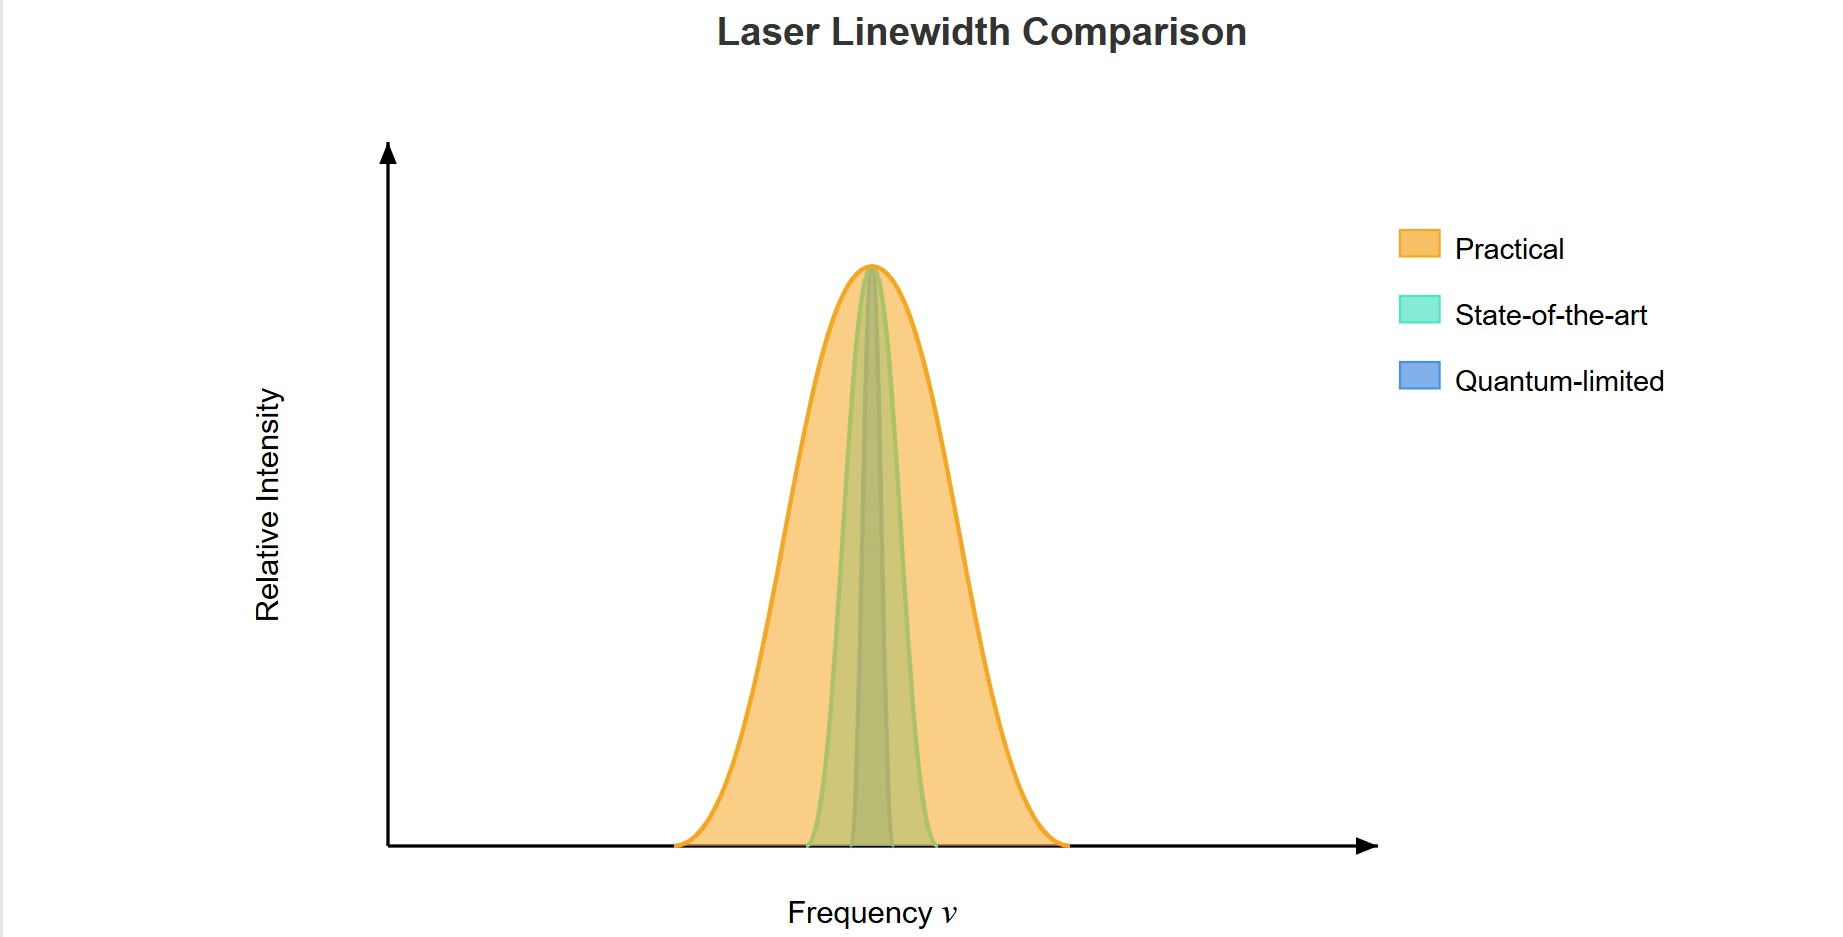 Laser Linewidth Comparison
Practical
State-of-the-art
Quantum-limited
Relative Intensity
Frequency ν